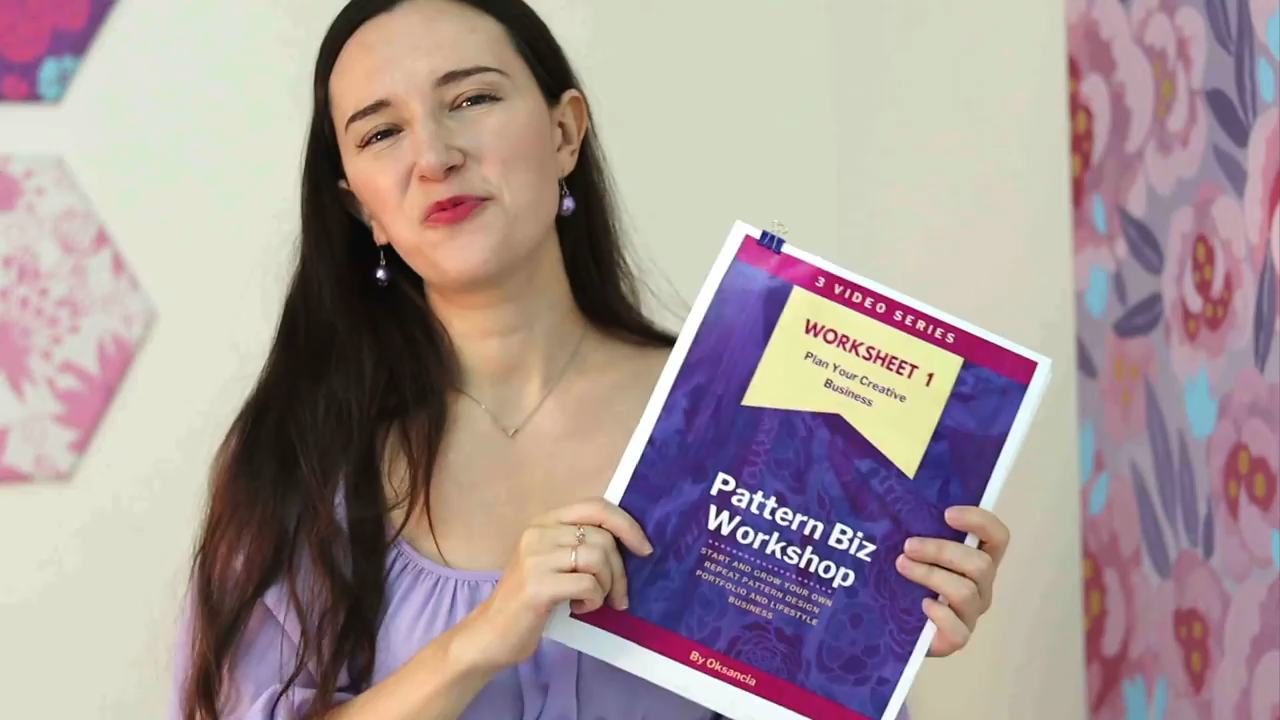 3 VIDEO SERIES
WORKSHEET 1
Plan Your Creative
Business
Pattern Biz
Workshop
START AND GROW YOUR OWN
REPEAT PATTERN DESIGN
PORTFOLIO AND LIFESTYLE
BUSINESS
By Oksancia